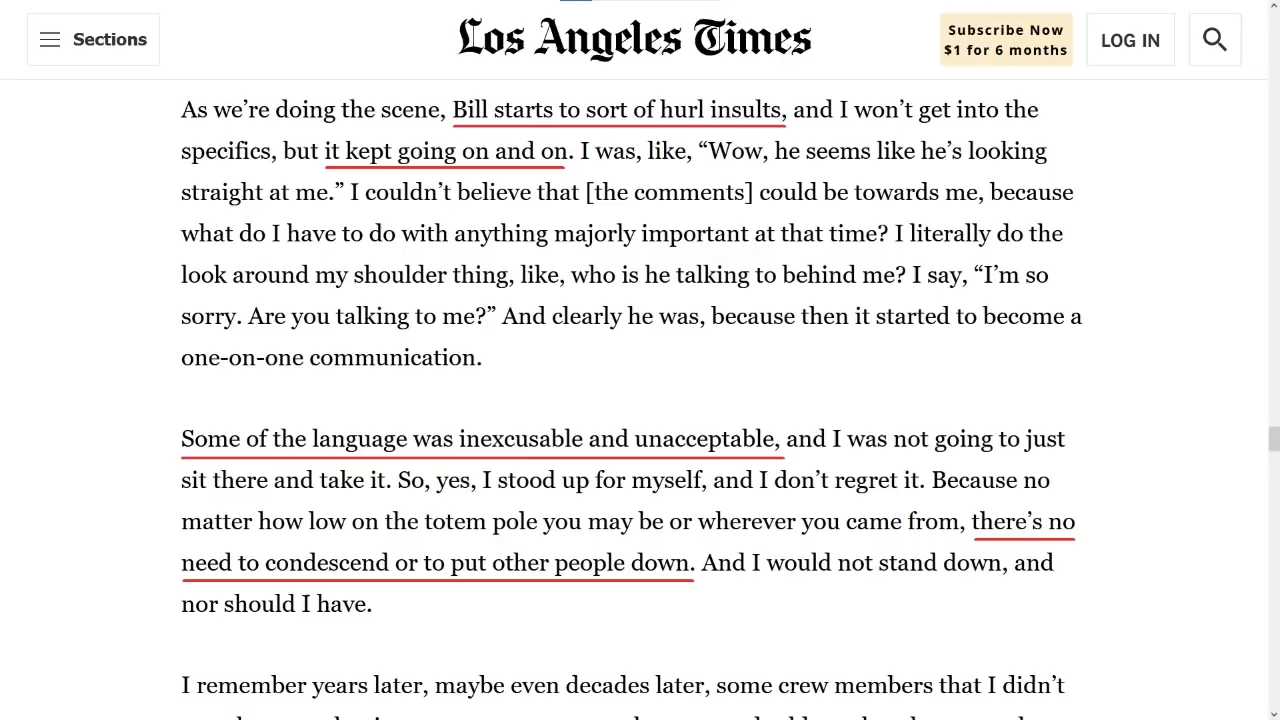 Sections
Los Angeles Times
Subscribe Now
$1 for 6 months
LOG IN
As we’re doing the scene, Bill starts to sort of hurl insults, and I won’t get into the
specifics, but it kept going on and on. I was, like, “Wow, he seems like he’s looking
straight at me.” I couldn’t believe that [the comments] could be towards me, because
what do I have to do with anything majorly important at that time? I literally do the
look around my shoulder thing, like, who is he talking to behind me? I say, “I’m so
sorry. Are you talking to me?” And clearly he was, because then it started to become a
one-on-one communication.
Some of the language was inexcusable and unacceptable, and I was not going to just
sit there and take it. So, yes, I stood up for myself, and I don’t regret it. Because no
matter how low on the totem pole you may be or wherever you came from, there’s no
need to condescend or to put other people down. And I would not stand down, and
nor should I have.
I remember years later, maybe even decades later, some crew members that I didn’t